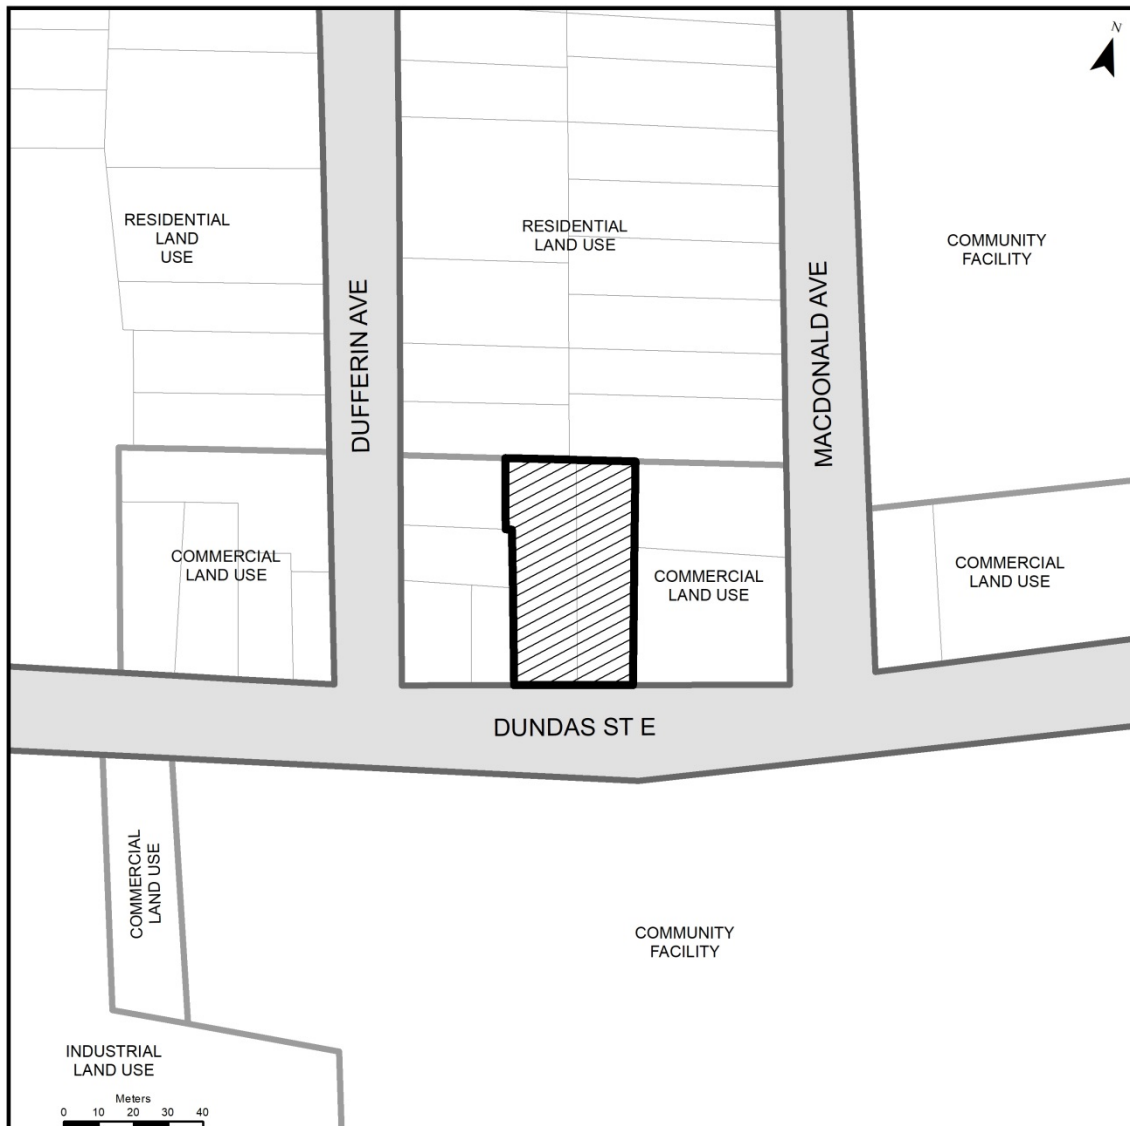 N
RESIDENTIAL
LAND
USE
RESIDENTIAL
LAND USE
COMMUNITY
FACILITY
DUFFERIN AVE
MACDONALD AVE
COMMERCIAL
LAND USE
COMMERCIAL
LAND USE
COMMERCIAL
LAND USE
DUNDAS ST E
COMMERCIAL
LAND USE
COMMUNITY
FACILITY
INDUSTRIAL
LAND USE
Meters
0 10 20 30 40